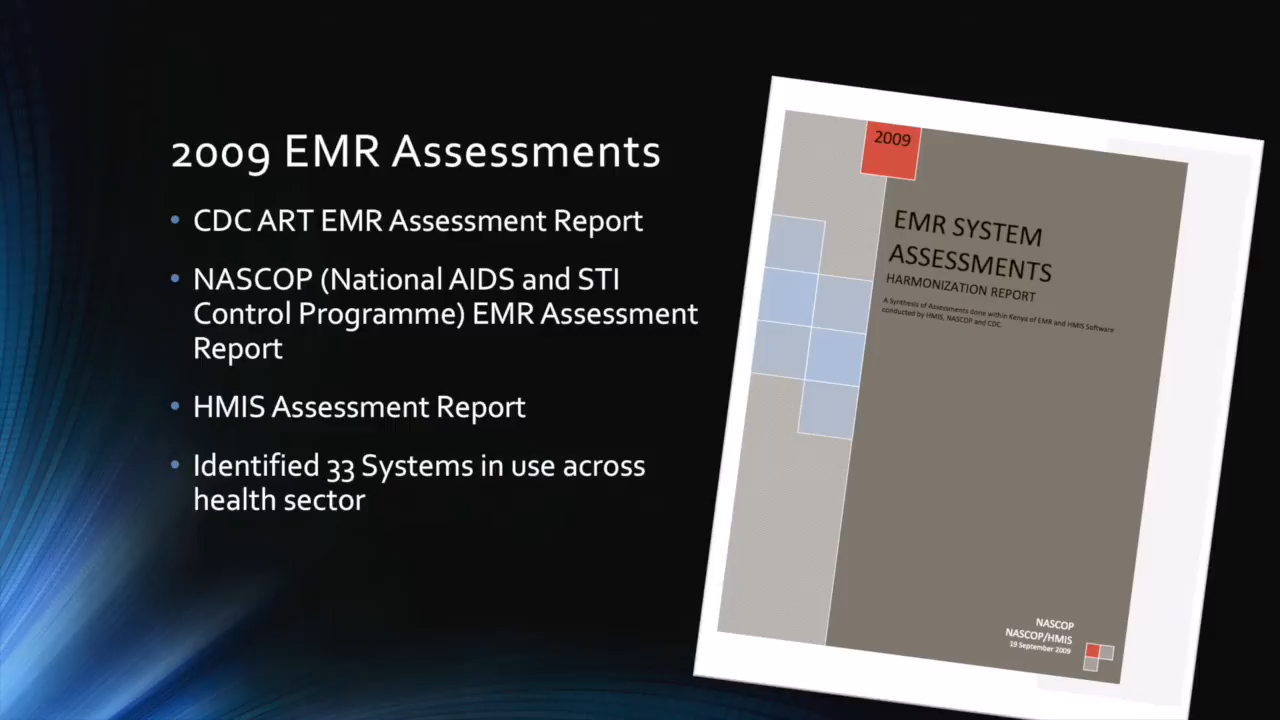 2009 EMR Assessments
• CDC ART EMR Assessment Report
• NASCOP (National AIDS and STI
Control Programme) EMR Assessment
Report
• HMIS Assessment Report
• Identified 33 Systems in use across
health sector
2009
EMR SYSTEM
ASSESSMENTS
HARMONIZATION REPORT
A Synthesis of Assessments done within Kenya of EMR and HMIS Software
conducted by HMIS, NASCOP and CDC.
NASCOP
NASCOP/HMIS
19 September 2009